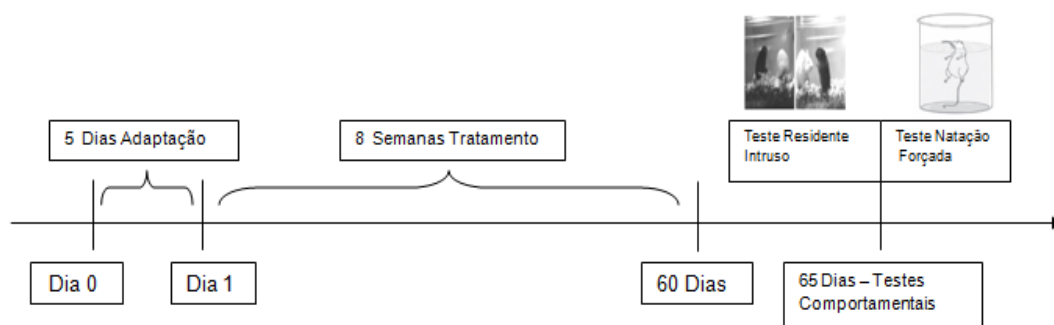 5 Dias Adaptação
8 Semanas Tratamento
Teste Residente
Intruso
Teste Natação
Forçada
Dia 0
Dia 1
60 Dias
65 Dias – Testes
Comportamentais